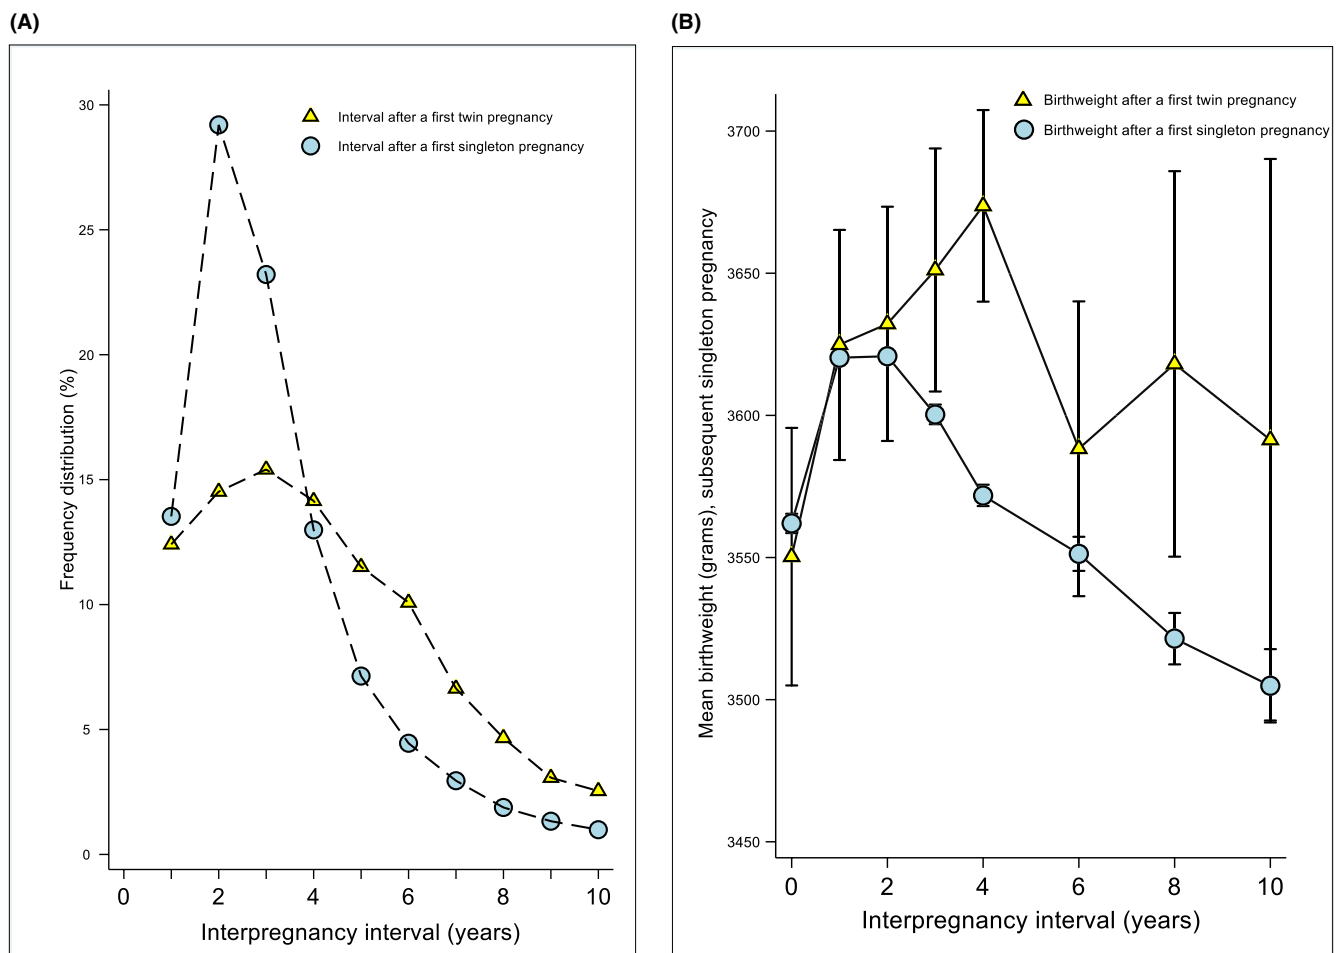 (A)
Interval after a first twin pregnancy
Interval after a first singleton pregnancy
Frequency distribution (%)
30
25
20
15
10
5
0
0 2 4 6 8 10
Interpregnancy interval (years)
(B)
Birthweight after a first twin pregnancy
Birthweight after a first singleton pregnancy
Mean birthweight (grams), subsequent singleton pregnancy
3700
3650
3600
3550
3500
3450
0 2 4 6 8 10
Interpregnancy interval (years)